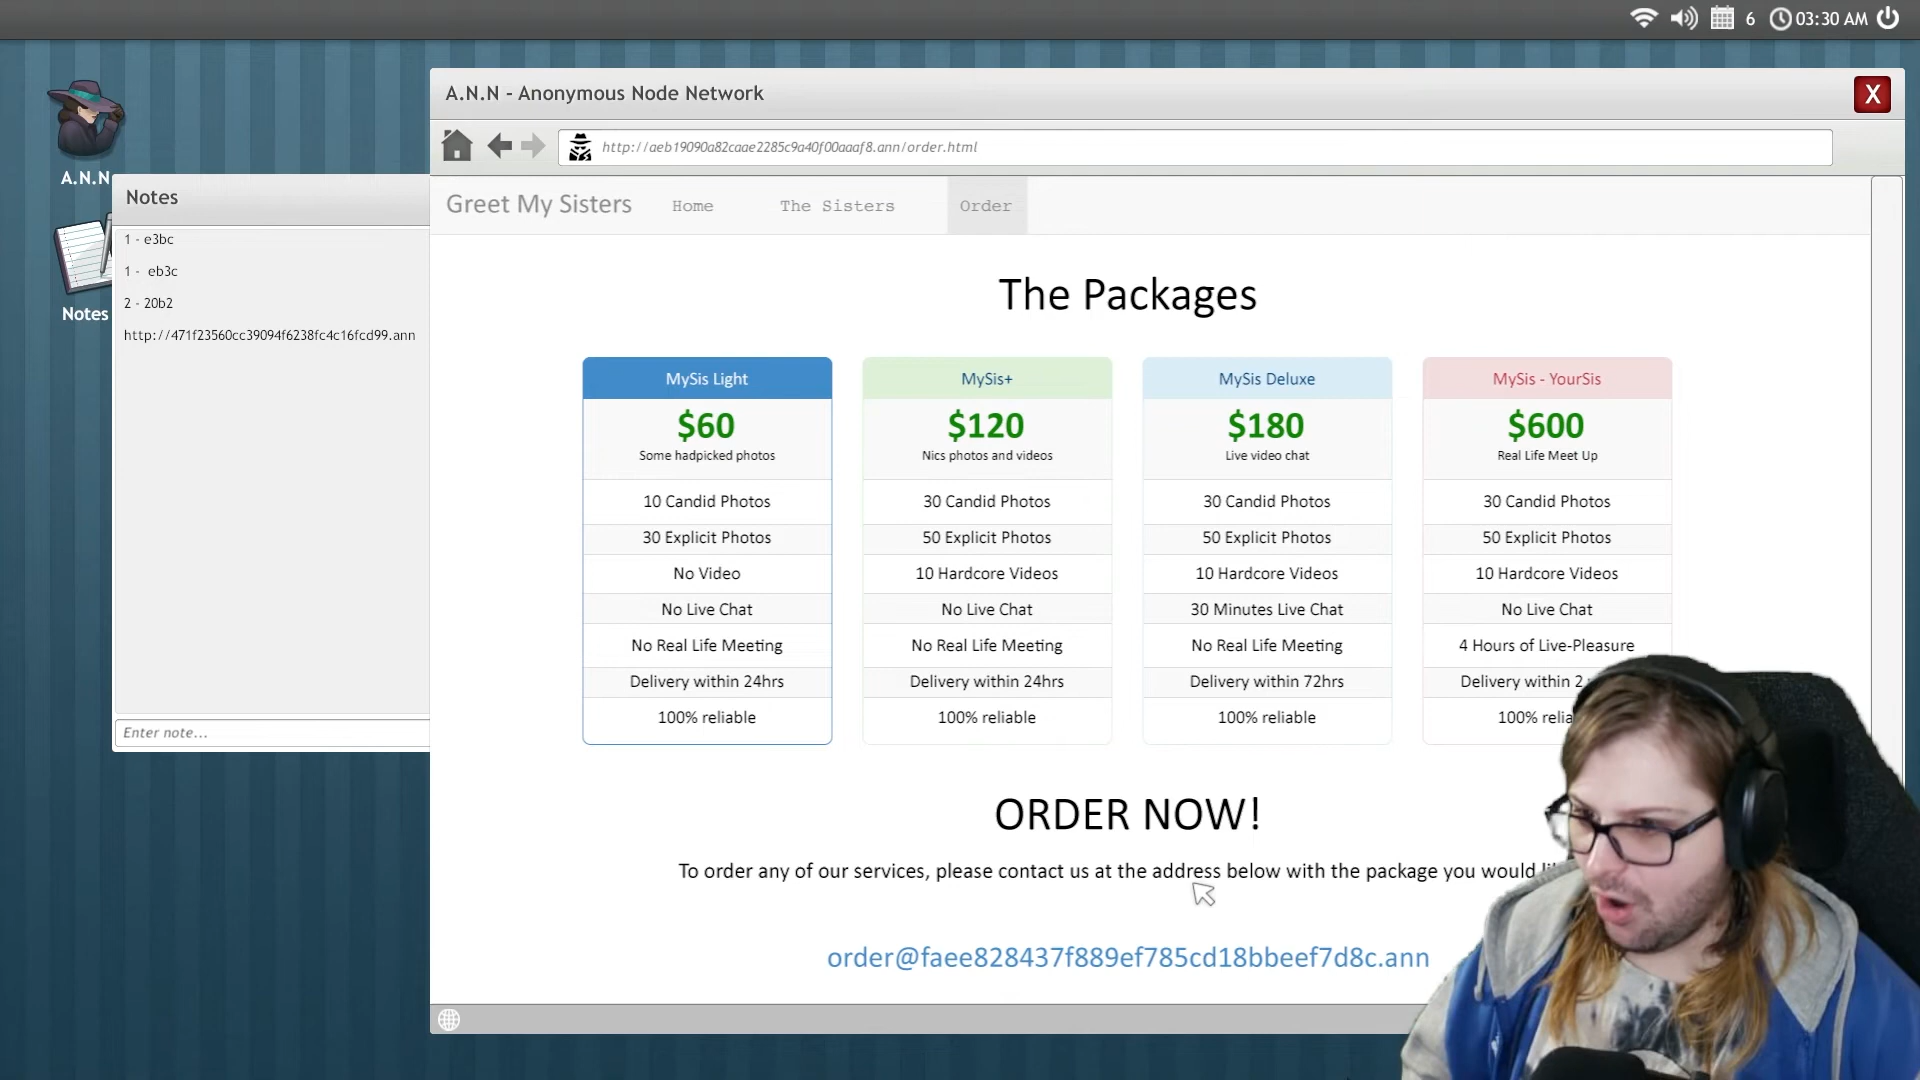 6
03:30 AM
A.N.N
Notes
Notes
1 - e3bc
1 - eb3c
2 - 20b2
http://471f23560cc39094f6238fc4c16fcd99.ann
Enter note...
A.N.N - Anonymous Node Network
X
http://aeb19090a82caae2285c9a40f00aaaf8.ann/order.html
Greet My Sisters
Home
The Sisters
Order
The Packages
MySis Light
$60
Some hadpicked photos
10 Candid Photos
30 Explicit Photos
No Video
No Live Chat
No Real Life Meeting
Delivery within 24hrs
100% reliable
MySis+
$120
Nics photos and videos
30 Candid Photos
50 Explicit Photos
10 Hardcore Videos
No Live Chat
No Real Life Meeting
Delivery within 24hrs
100% reliable
MySis Deluxe
$180
Live video chat
30 Candid Photos
50 Explicit Photos
10 Hardcore Videos
30 Minutes Live Chat
No Real Life Meeting
Delivery within 72hrs
100% reliable
MySis - YourSis
$600
Real Life Meet Up
30 Candid Photos
50 Explicit Photos
10 Hardcore Videos
No Live Chat
4 Hours of Live-Pleasure
Delivery within 2
100%
ORDER NOW!
To order any of our services, please contact us at the address below with the package you would
order@faee828437f889ef785cd18bbeef7d8c.ann